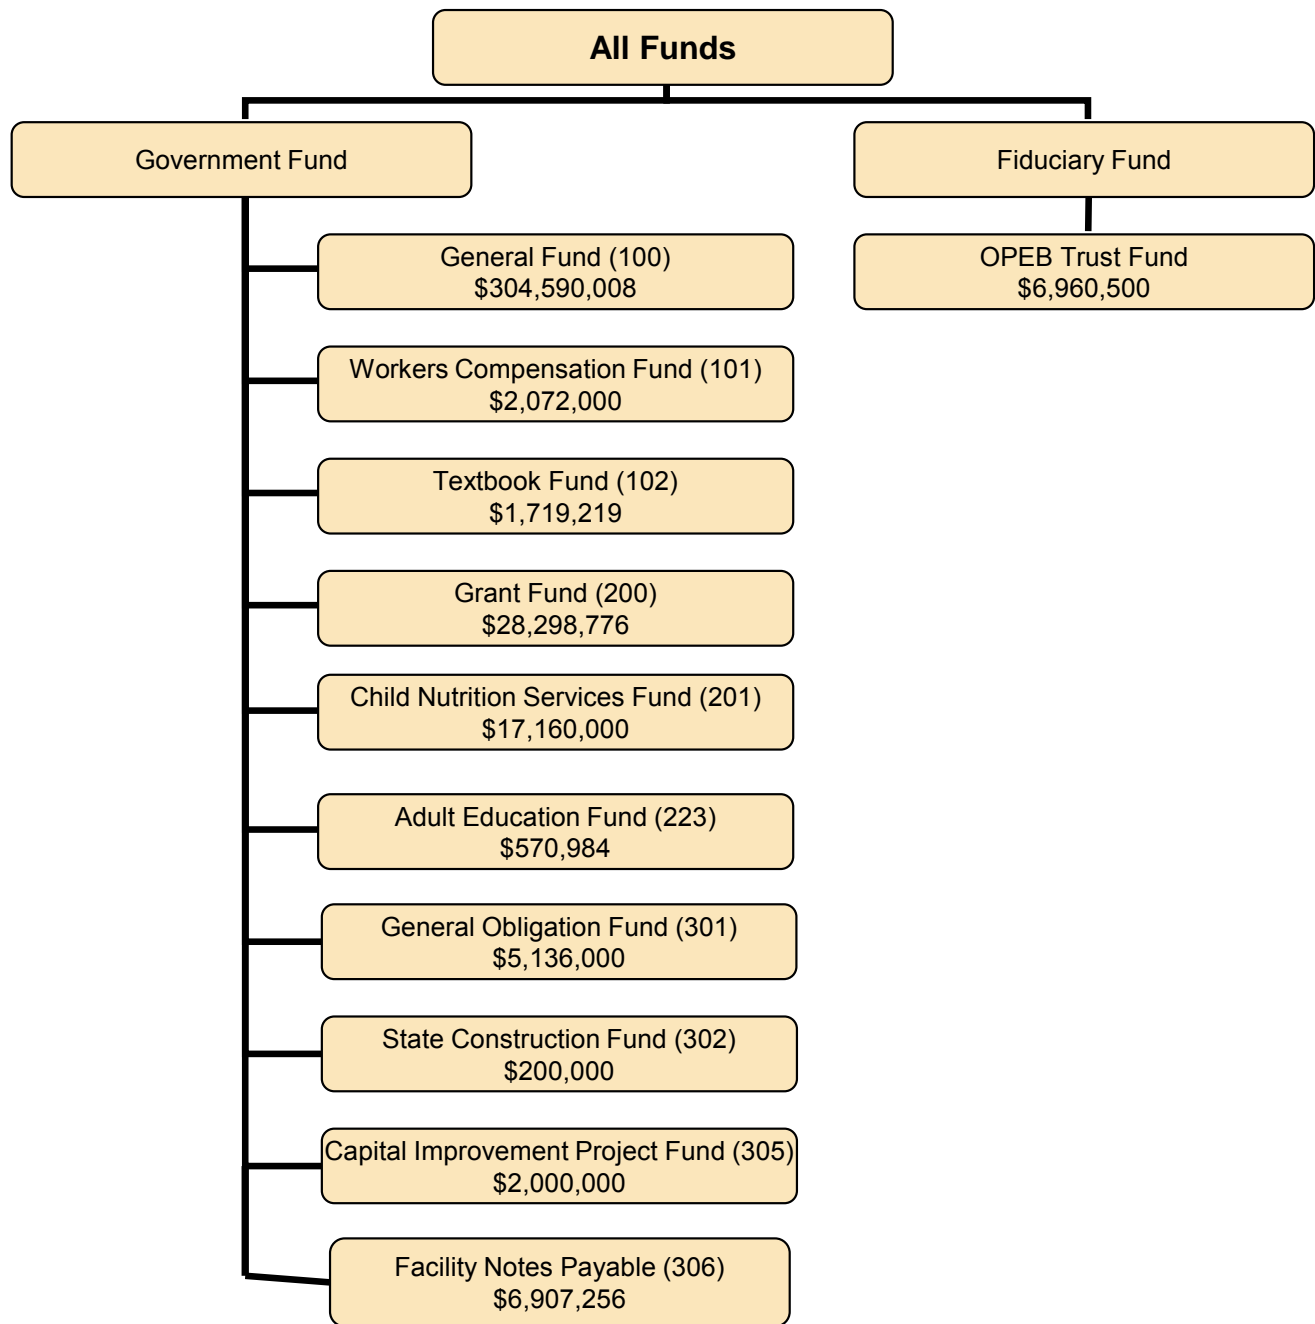 All Funds
Government Fund
Fiduciary Fund
General Fund (100)
$304,590,008
OPEB Trust Fund
$6,960,500
Workers Compensation Fund (101)
$2,072,000
Textbook Fund (102)
$1,719,219
Grant Fund (200)
$28,298,776
Child Nutrition Services Fund (201)
$17,160,000
Adult Education Fund (223)
$570,984
General Obligation Fund (301)
$5,136,000
State Construction Fund (302)
$200,000
Capital Improvement Project Fund (305)
$2,000,000
Facility Notes Payable (306)
$6,907,256